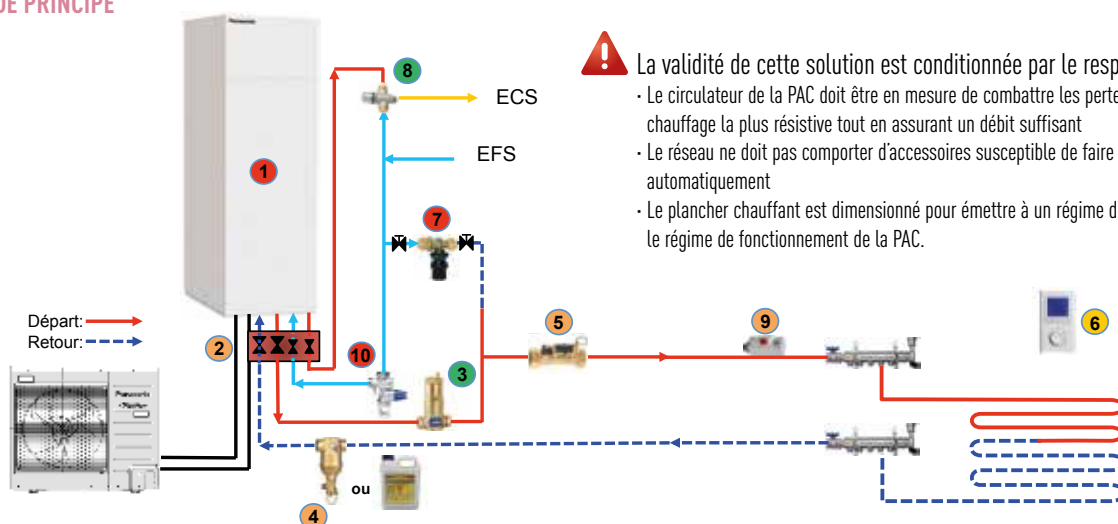 DE PRINCIPE
La validité de cette solution est conditionnée par le resp
· Le circulateur de la PAC doit être en mesure de combattre les perte
chauffage la plus résistive tout en assurant un débit suffisant
· Le réseau ne doit pas comporter d'accessoires susceptible de faire
automatiquement
· Le plancher chauffant est dimensionné pour émettre à un régime d
le régime de fonctionnement de la PAC.
Panasonic
8
ECS
EFS
1
7
Départ:
Retour:
2
5
9
6
10
3
Panasonic
ou
4